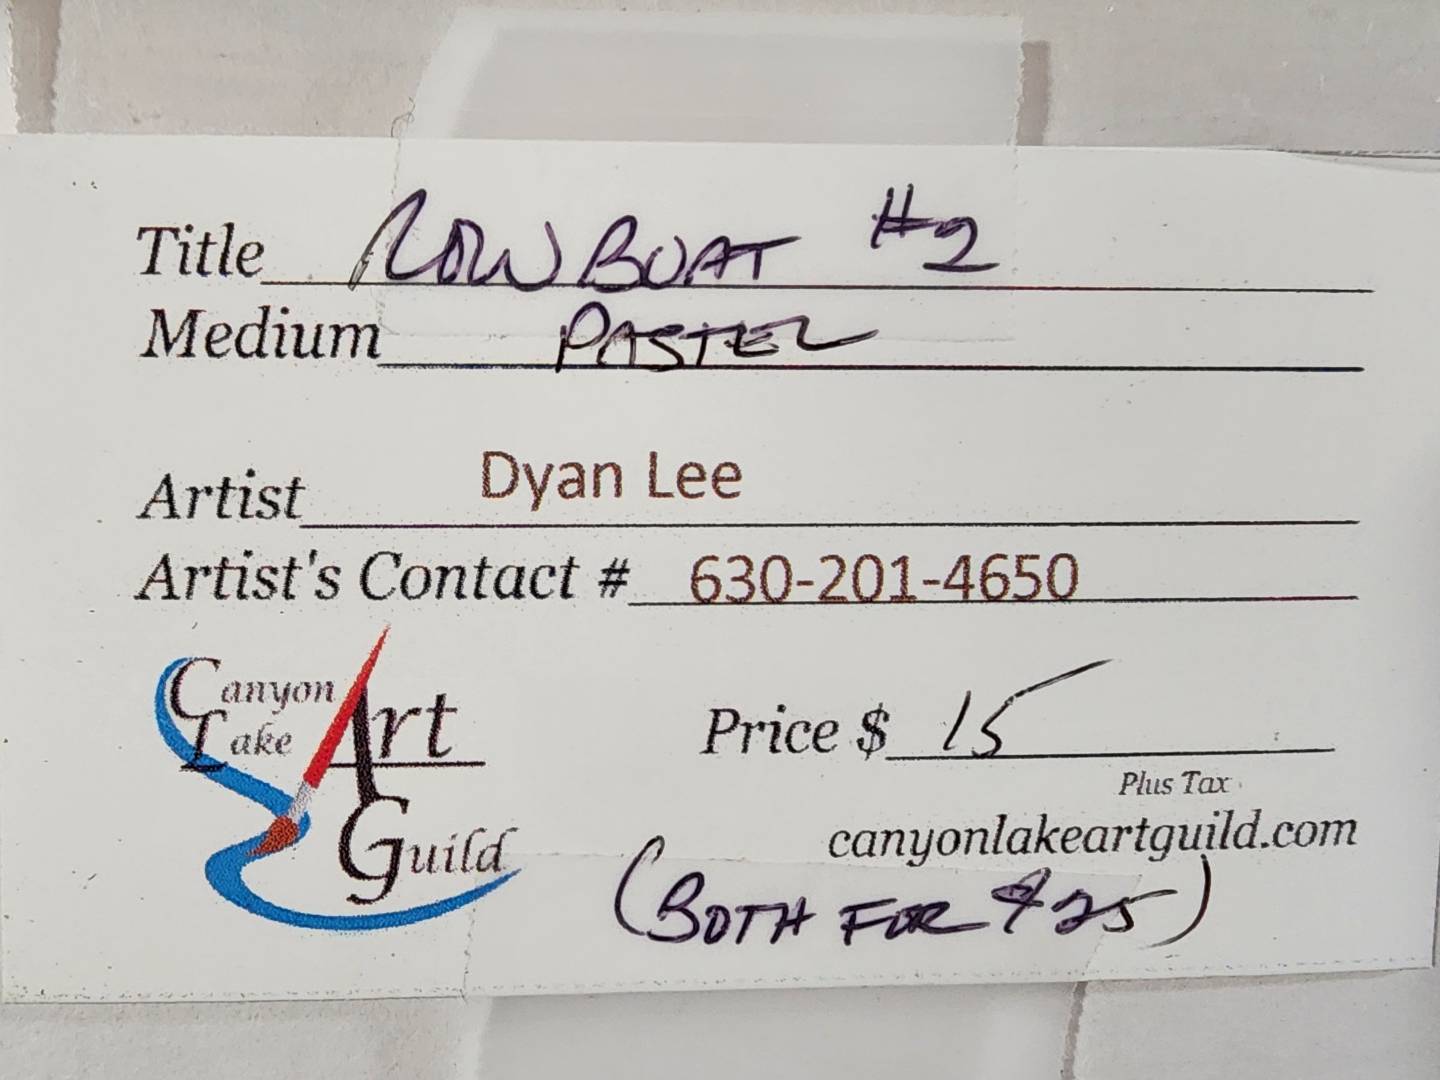 Title ROW BOAT #2
Medium PASTEL
Artist Dyan Lee
Artist's Contact # 630-201-4650
Canyon
Lake Art
Guild
Price $ 15
Plus Tax
canyonlakeartguild.com
(BOTH FOR $25)